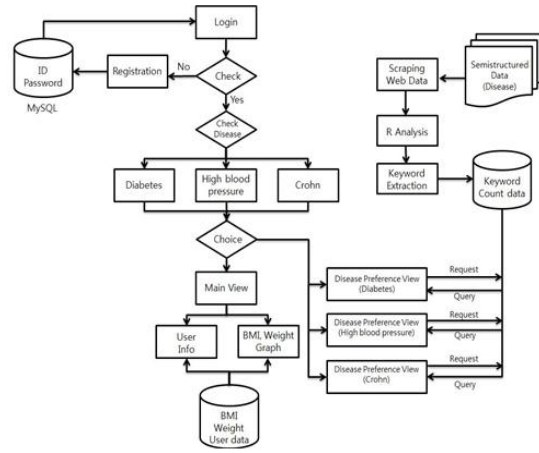 Login
ID
Password
MySQL
Registration
No
Check
Yes
Check
Disease
Diabetes
High blood
pressure
Crohn
Choice
Main View
User
Info
BMI, Weight
Graph
BMI
Weight
User data
Scraping
Web Data
Semistructured
Data
(Disease)
R Analysis
Keyword
Extraction
Keyword
Count data
Disease Preference View
(Diabetes)
Request
Query
Disease Preference View
(High blood pressure)
Request
Query
Disease Preference View
(Crohn)
Request
Query